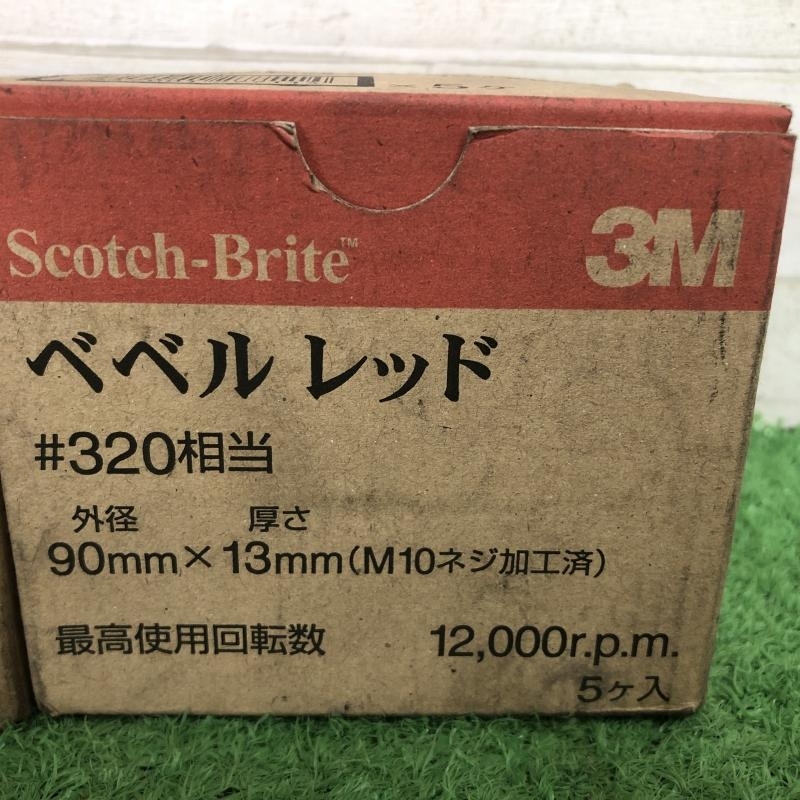 ×5ケ
Scotch-Brite™
3M
ベベル レッド
#320相当
外径 厚さ
90mm×13mm(M10ネジ加工済)
最高使用回転数 12,000r.p.m.
5ヶ入